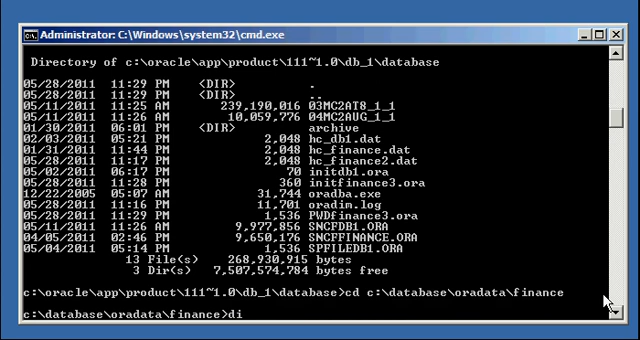 Administrator: C:\Windows\system32\cmd.exe
Directory of c:\oracle\app\product\111~1.0\db_1\database
05/28/2011 11:29 PM <DIR> .
05/28/2011 11:29 PM <DIR> ..
05/11/2011 11:25 AM 239,190,016 03MC2AT8_1_1
05/11/2011 11:26 AM 10,059,776 04MC2AUG_1_1
01/30/2011 06:01 PM <DIR> archive
02/03/2011 05:21 PM 2,048 hc_db1.dat
01/31/2011 11:44 PM 2,048 hc_finance.dat
05/28/2011 11:17 PM 2,048 hc_finance2.dat
05/02/2011 06:17 PM 70 initdb1.ora
05/28/2011 11:28 PM 360 initfinance3.ora
12/22/2005 05:07 AM 31,744 oradba.exe
05/28/2011 11:16 PM 11,701 oradim.log
05/28/2011 11:29 PM 1,536 PWDfinance3.ora
05/11/2011 11:26 AM 9,977,856 SNCFDB1.ORA
04/05/2011 02:46 PM 9,650,176 SNCFFINANCE.ORA
05/04/2011 05:14 PM 1,536 SPFILEDB1.ORA
13 File(s) 268,930,915 bytes
3 Dir(s) 7,507,574,784 bytes free
c:\oracle\app\product\111~1.0\db_1\database>cd c:\database\oradata\finance
c:\database\oradata\finance>di